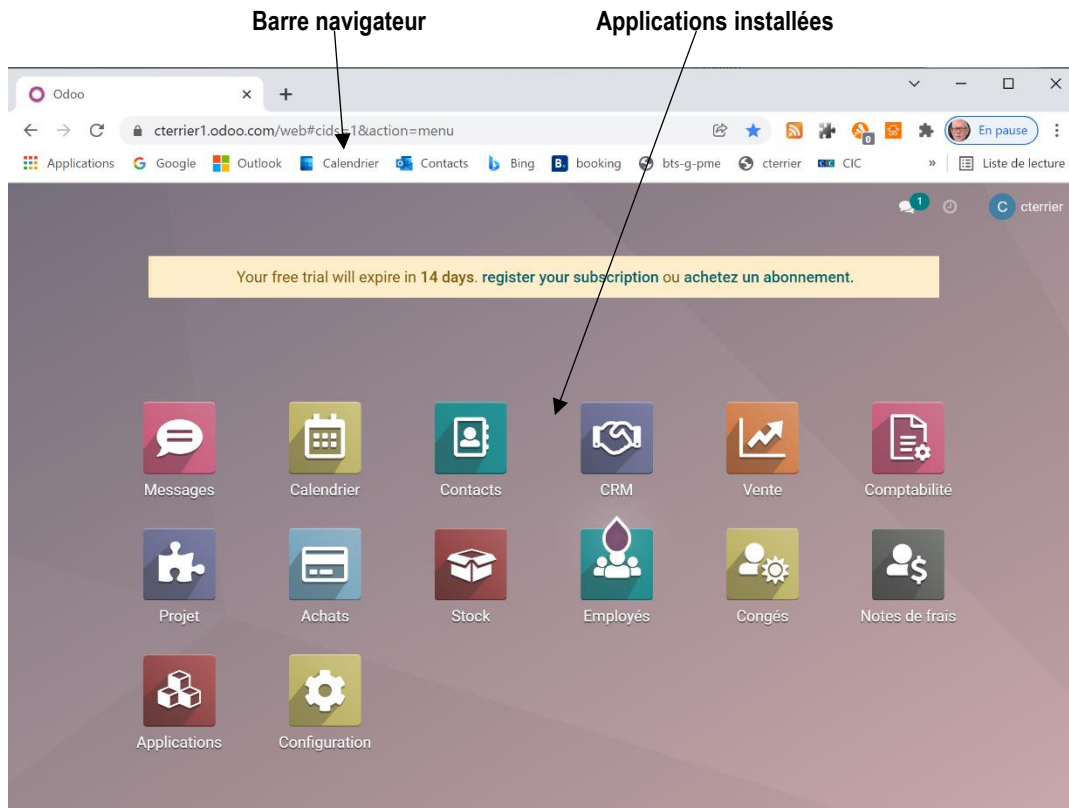 Barre navigateur Applications installées
Odoo
cterrier1.odoo.com/web#cids=1&action=menu 0 En pause
Applications G Google Outlook Calendrier Contacts Bing B. booking bts-g-pme cterrier CIC CIC » Liste de lecture
1 C cterrier
Your free trial will expire in 14 days. register your subscription ou achetez un abonnement.
Messages Calendrier Contacts CRM Vente Comptabilité
Projet Achats Stock Employés Congés Notes de frais
Applications Configuration